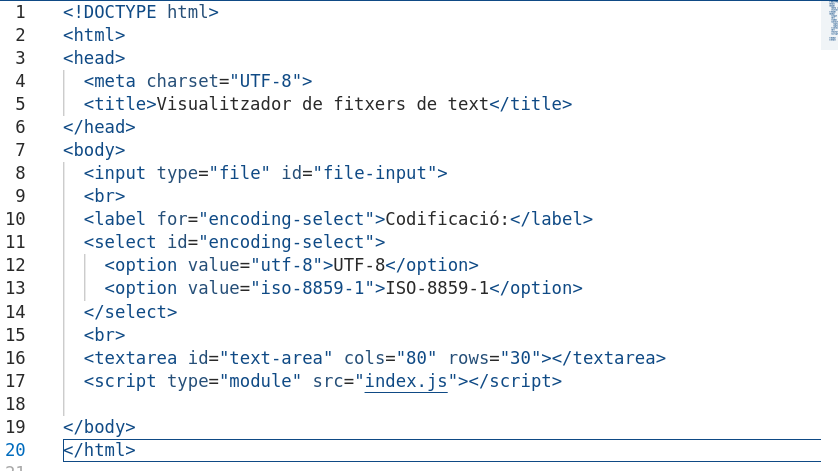 1 <!DOCTYPE html>
2 <html>
3 <head>
4 <meta charset="UTF-8">
5 <title>Visualitzador de fitxers de text</title>
6 </head>
7 <body>
8 <input type="file" id="file-input">
9 <br>
10 <label for="encoding-select">Codificació:</label>
11 <select id="encoding-select">
12 <option value="utf-8">UTF-8</option>
13 <option value="iso-8859-1">ISO-8859-1</option>
14 </select>
15 <br>
16 <textarea id="text-area" cols="80" rows="30"></textarea>
17 <script type="module" src="index.js"></script>
18
19 </body>
20 </html>
21